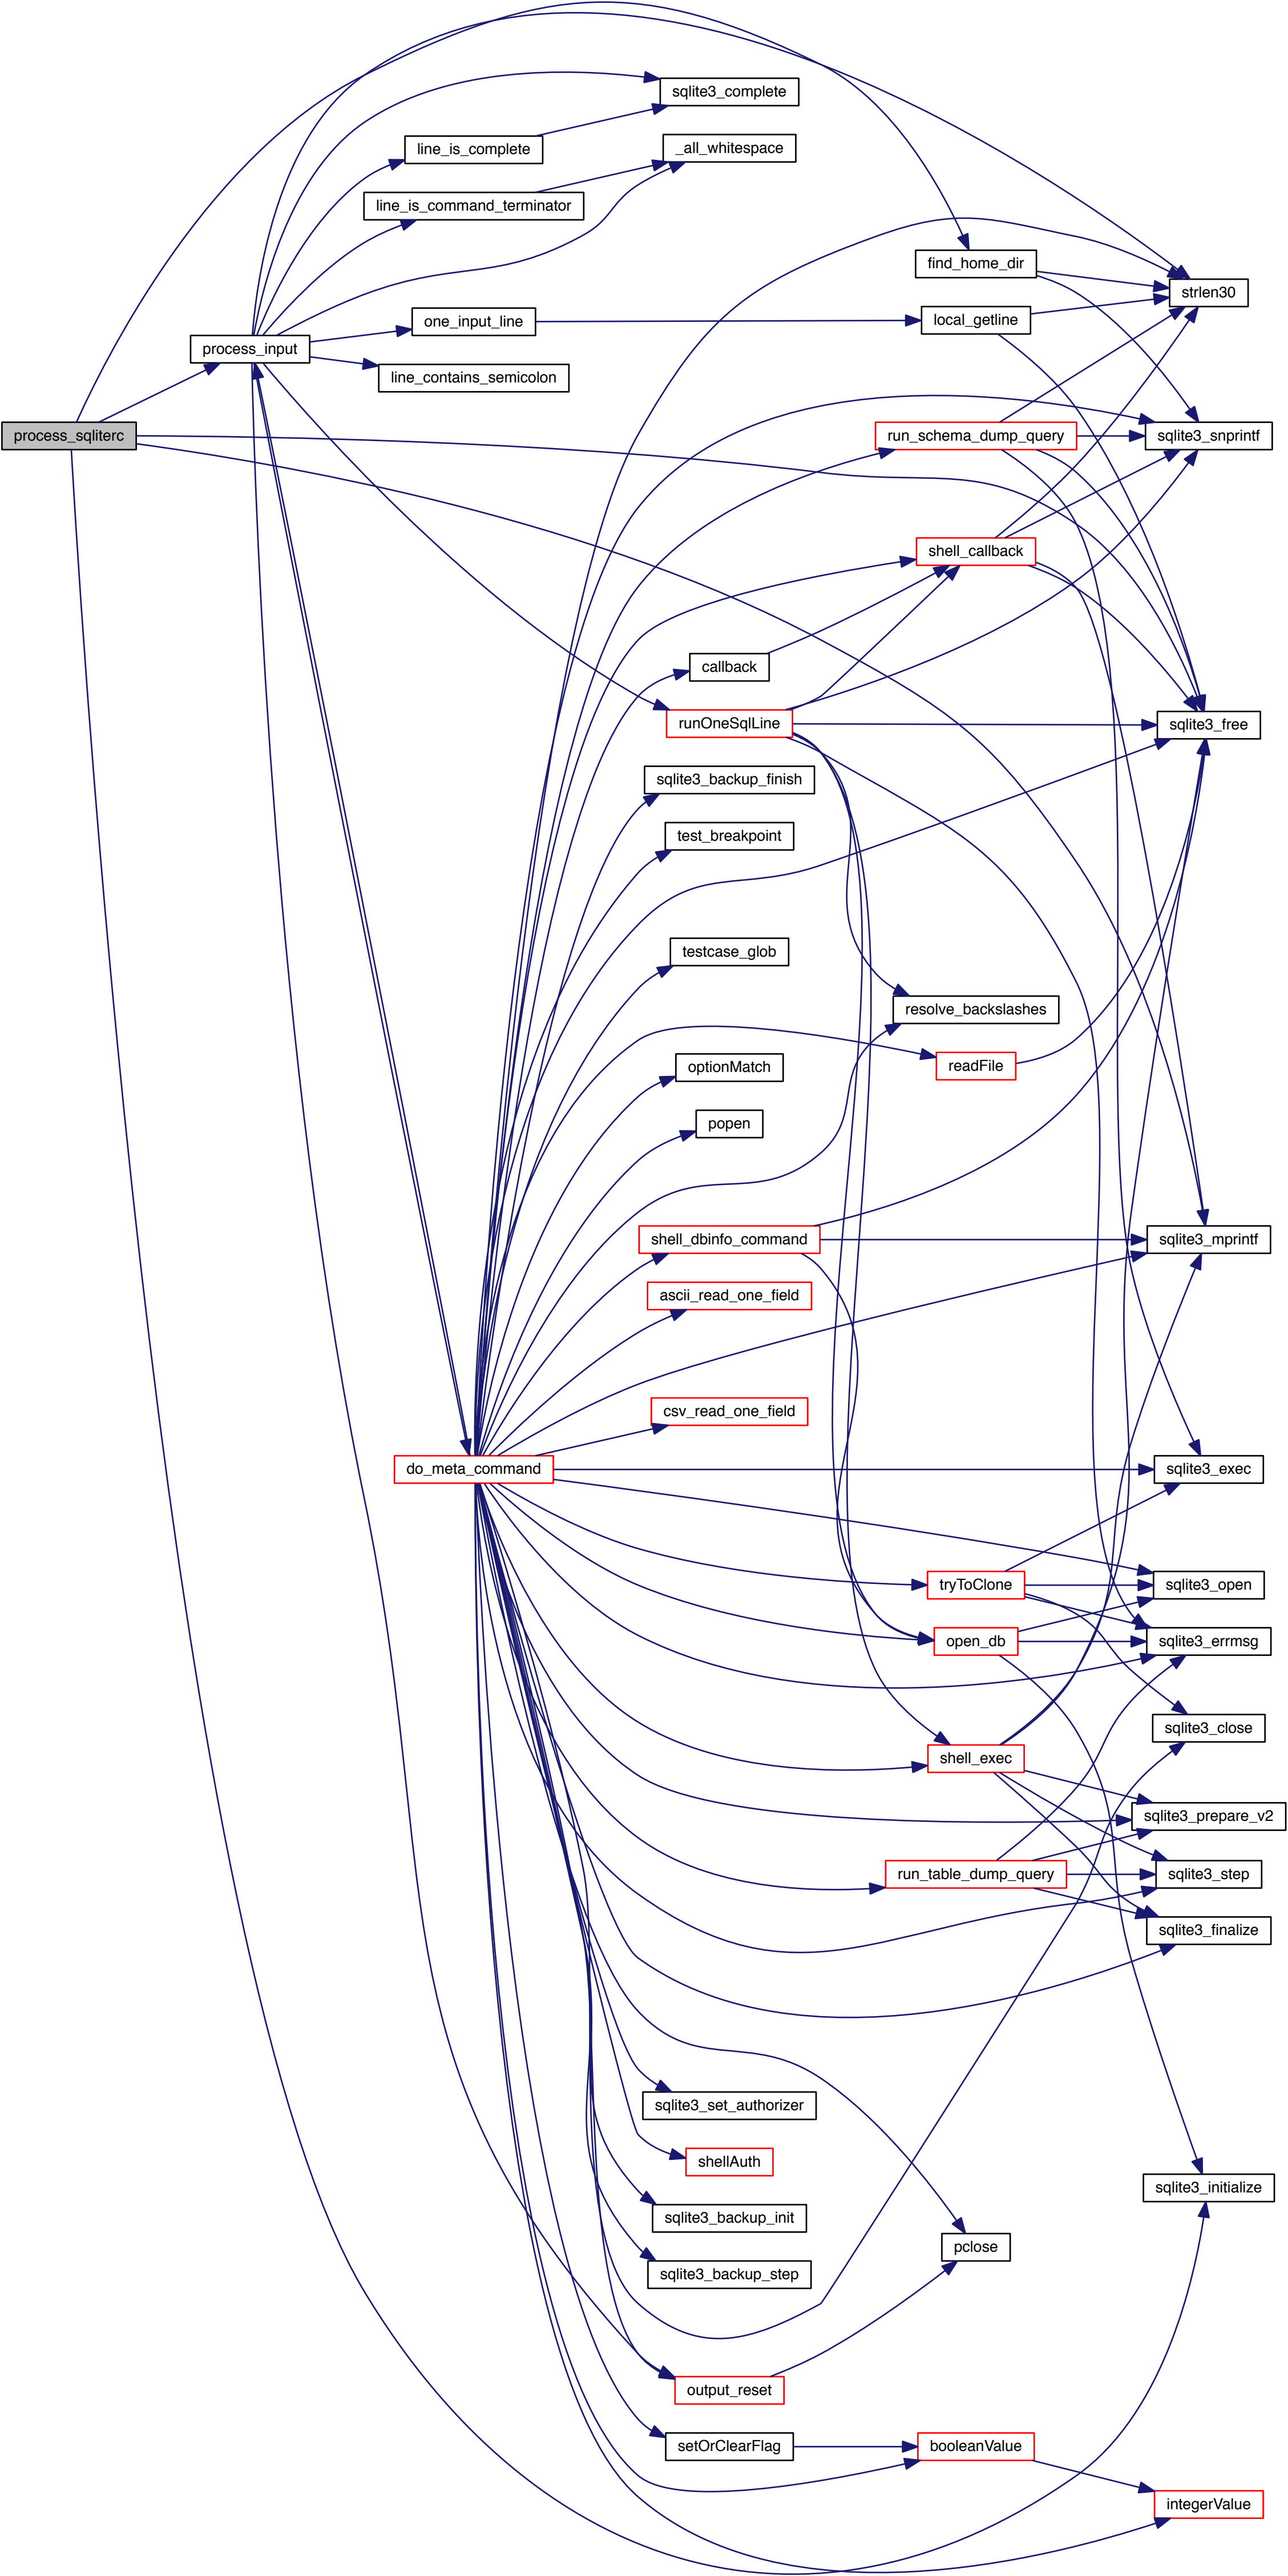 sqlite3_complete
line_is_complete
_all_whitespace
line_is_command_terminator
find_home_dir
strlen30
one_input_line
local_getline
process_input
line_contains_semicolon
process_sqliterc
run_schema_dump_query
sqlite3_snprintf
shell_callback
callback
runOneSqlLine
sqlite3_free
sqlite3_backup_finish
test_breakpoint
testcase_glob
resolve_backslashes
optionMatch
readFile
popen
shell_dbinfo_command
sqlite3_mprintf
ascii_read_one_field
csv_read_one_field
do_meta_command
sqlite3_exec
tryToClone
sqlite3_open
open_db
sqlite3_errmsg
sqlite3_close
shell_exec
sqlite3_prepare_v2
run_table_dump_query
sqlite3_step
sqlite3_finalize
sqlite3_set_authorizer
shellAuth
sqlite3_initialize
sqlite3_backup_init
pclose
sqlite3_backup_step
output_reset
setOrClearFlag
booleanValue
integerValue